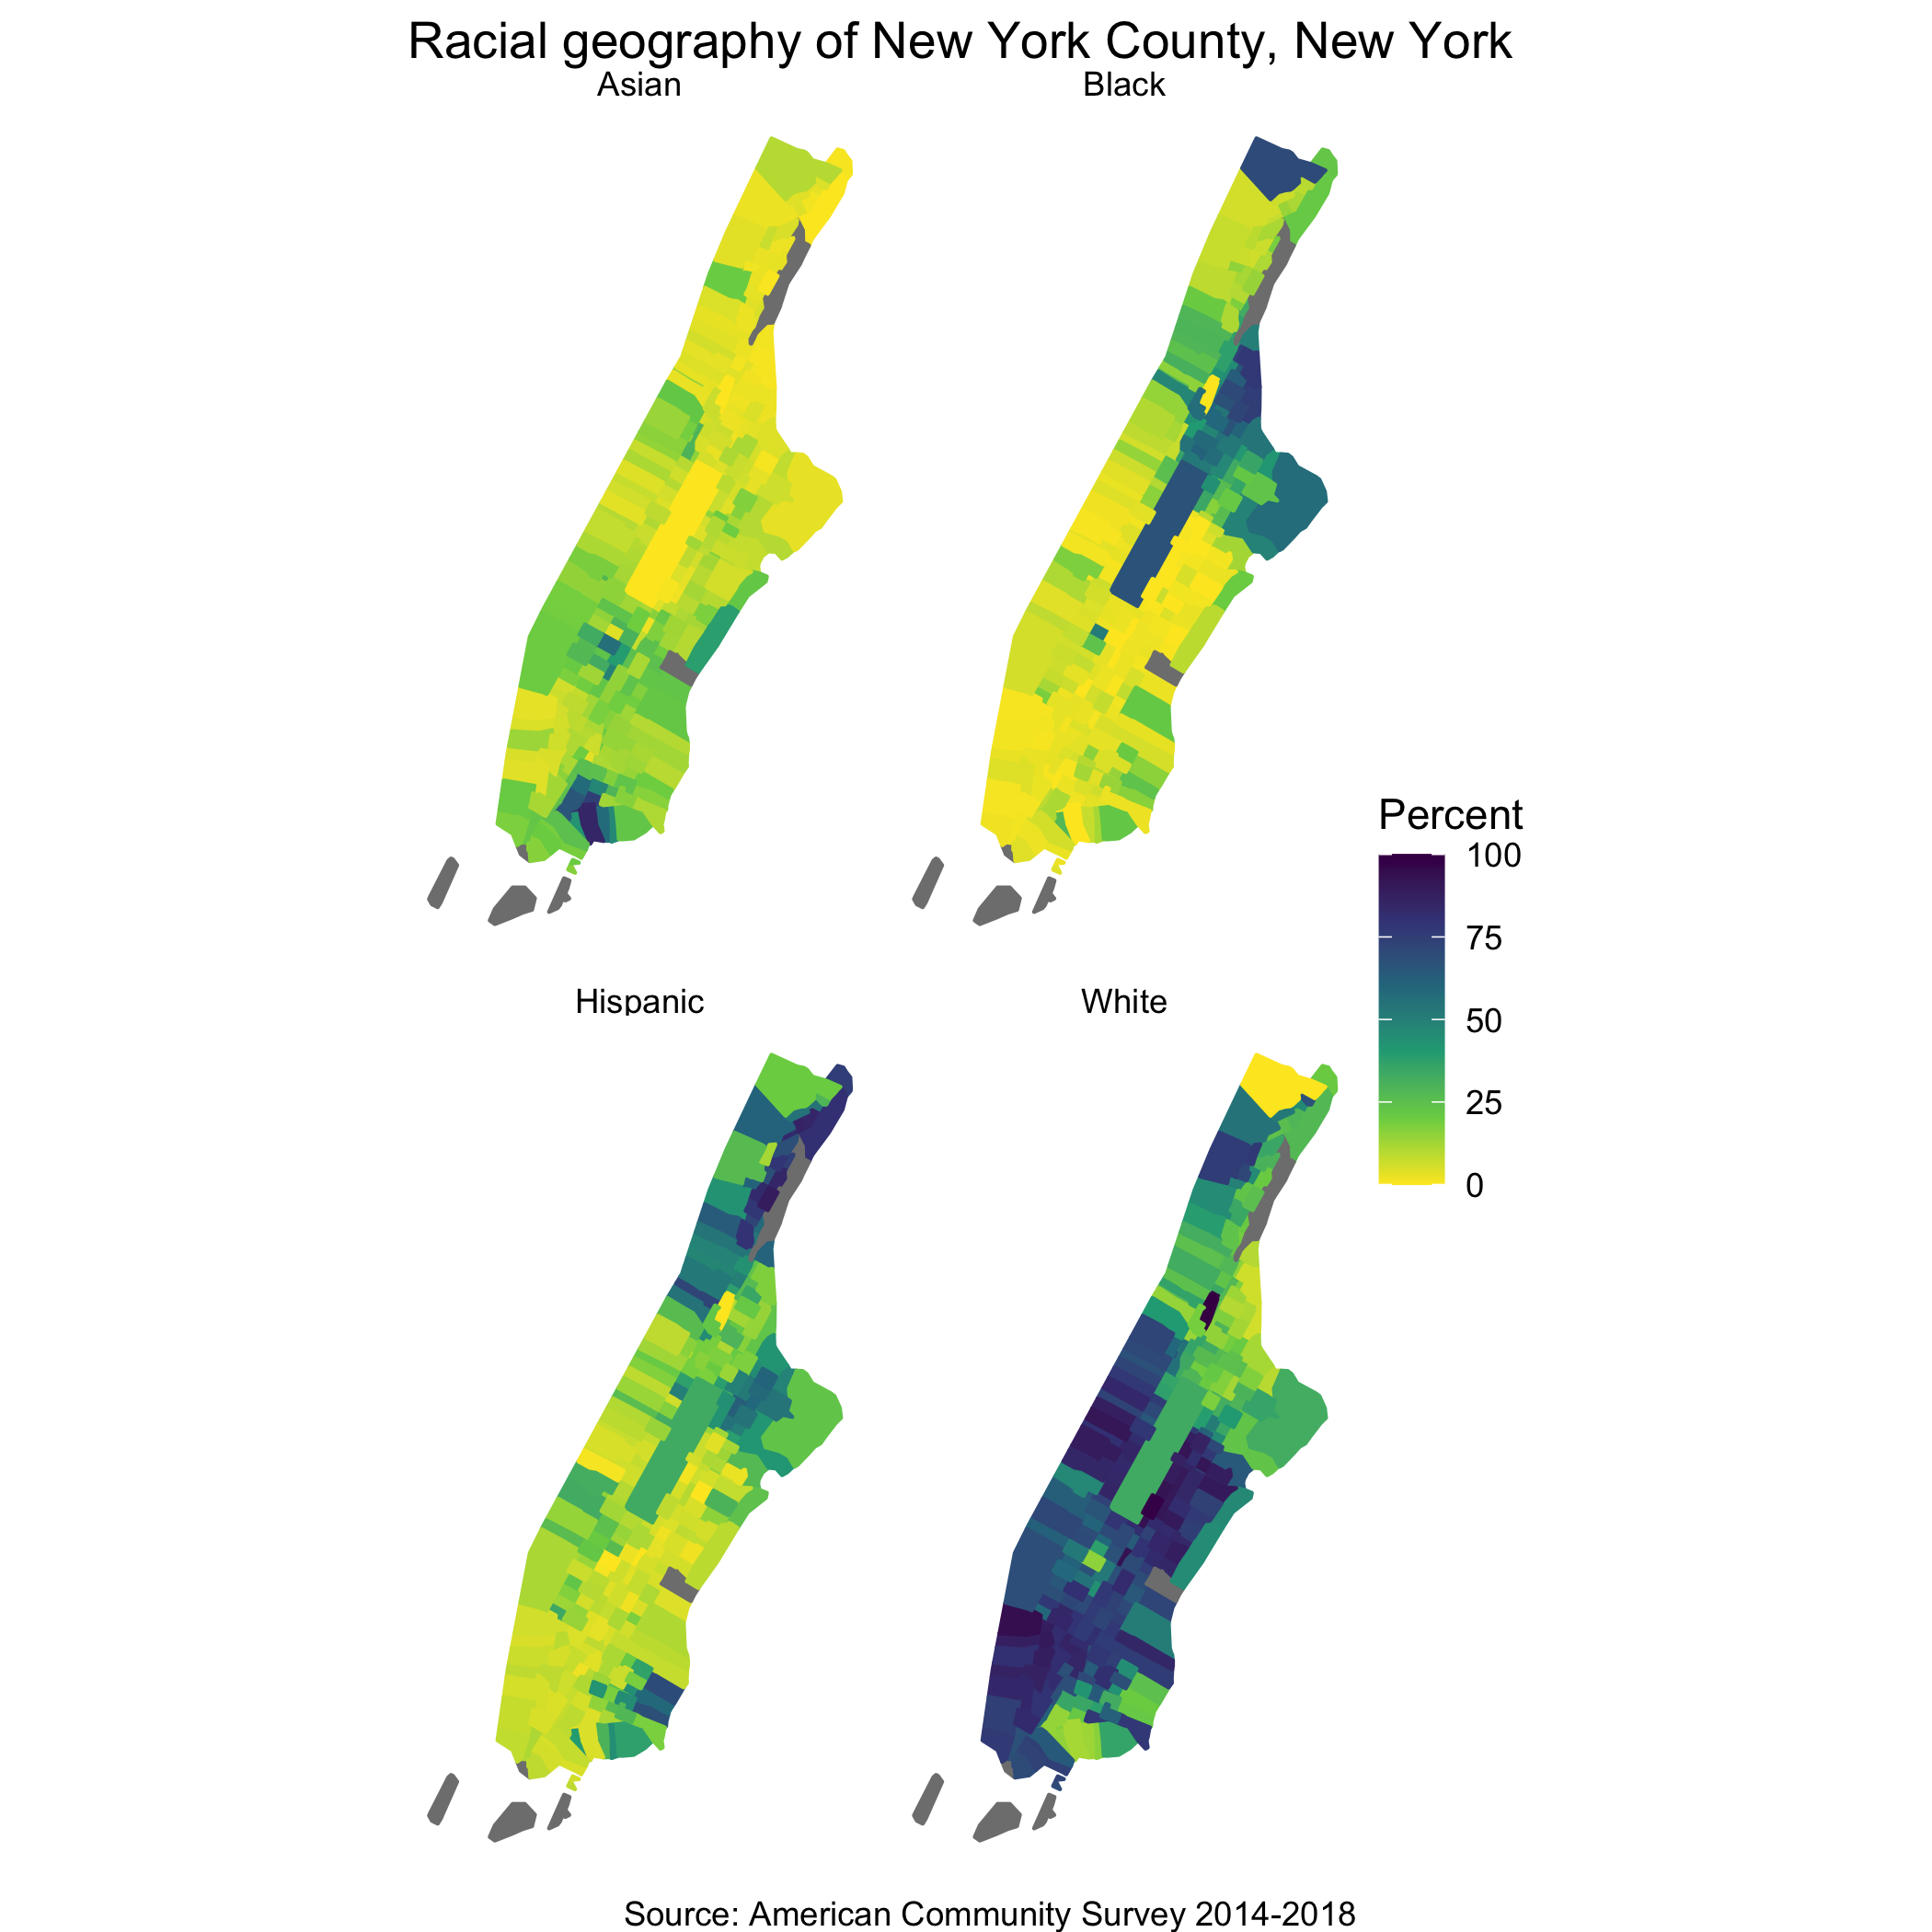 Racial geography of New York County, New York
Asian
Black
Percent
100
75
50
25
0
Hispanic
White
Source: American Community Survey 2014-2018